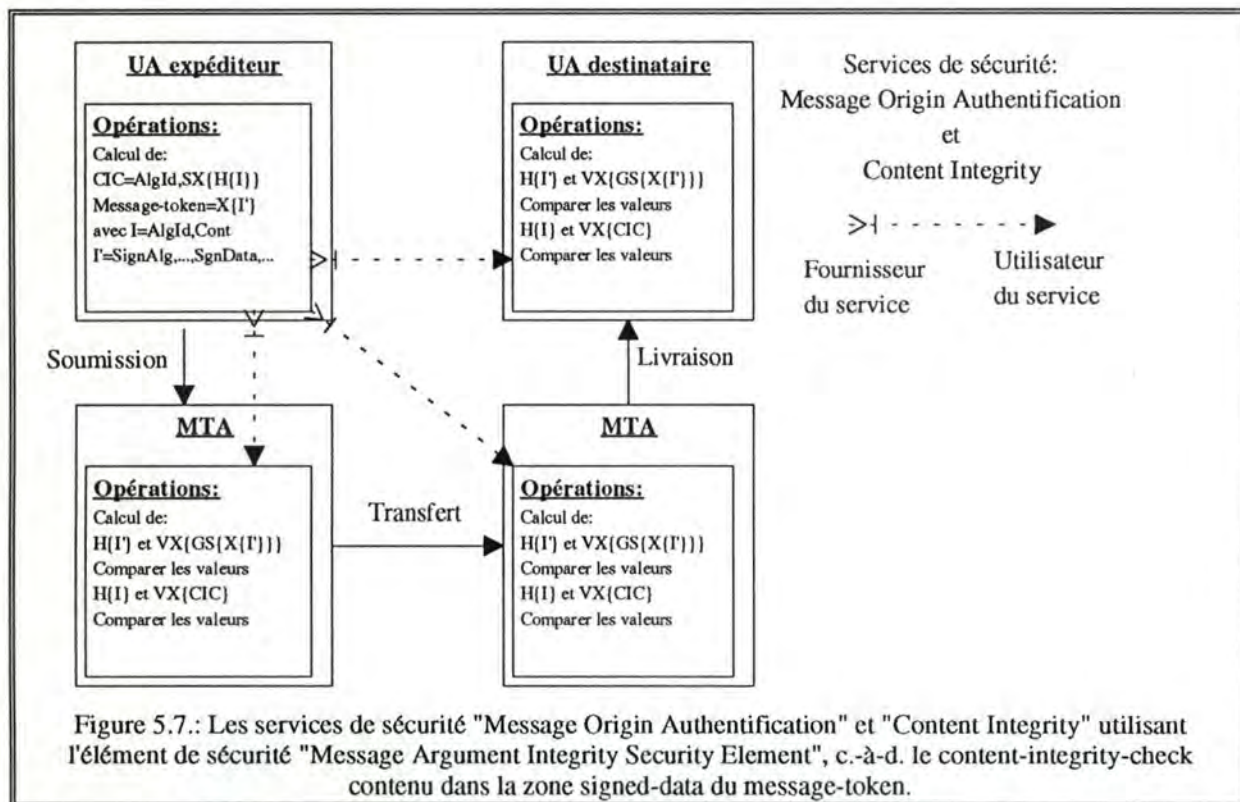 UA expéditeur
Opérations:
Calcul de:
CIC=AlgId,SX{H{I}}
Message-token=X{I'}
avec I=AlgId,Cont
I'=SignAlg,...,SgnData,...
UA destinataire
Opérations:
Calcul de:
H{I'} et VX{GS{X{I'}}}
Comparer les valeurs
H{I} et VX{CIC}
Comparer les valeurs
Services de sécurité:
Message Origin Authentification
et
Content Integrity
Fournisseur
du service
Utilisateur
du service
Soumission
Livraison
MTA
Opérations:
Calcul de:
H{I'} et VX{GS{X{I'}}}
Comparer les valeurs
H{I} et VX{CIC}
Comparer les valeurs
Transfert
MTA
Opérations:
Calcul de:
H{I'} et VX{GS{X{I'}}}
Comparer les valeurs
H{I} et VX{CIC}
Comparer les valeurs
Figure 5.7.: Les services de sécurité "Message Origin Authentification" et "Content Integrity" utilisant
l'élément de sécurité "Message Argument Integrity Security Element", c.-à-d. le content-integrity-check
contenu dans la zone signed-data du message-token.